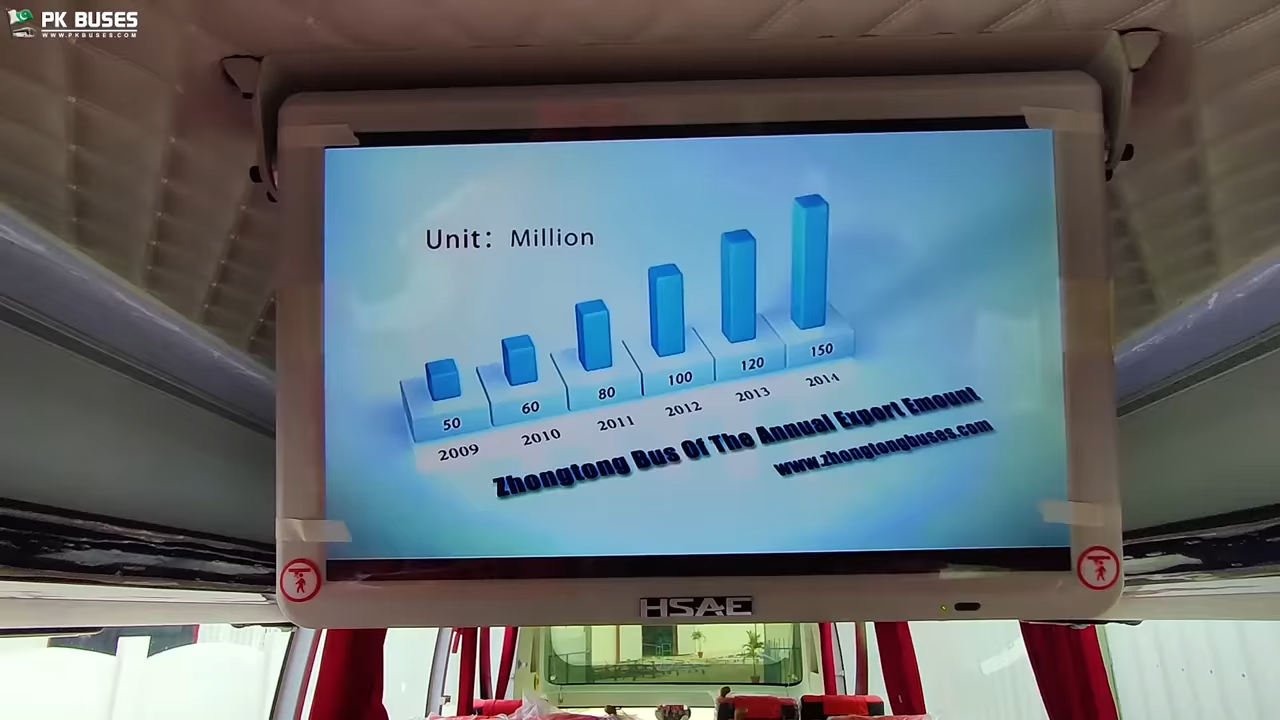 PK BUSES
WWW.PKBUSES.COM
Unit: Million
50 60 80 100 120 150
2009 2010 2011 2012 2013 2014
Zhongtong Bus Of The Annual Export Emount
www.zhongtongbuses.com
HSAE